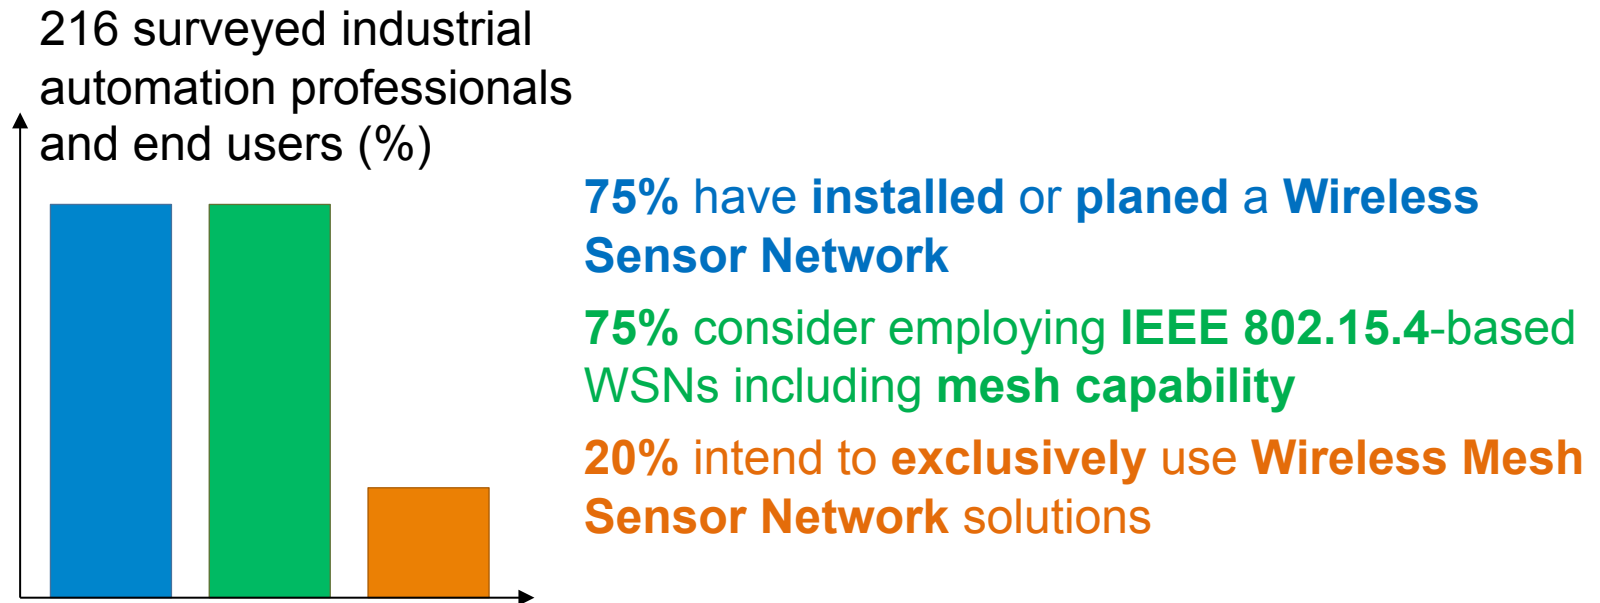 216 surveyed industrial
automation professionals
and end users (%)
75% have installed or planed a Wireless
Sensor Network
75% consider employing IEEE 802.15.4-based
WSNs including mesh capability
20% intend to exclusively use Wireless Mesh
Sensor Network solutions